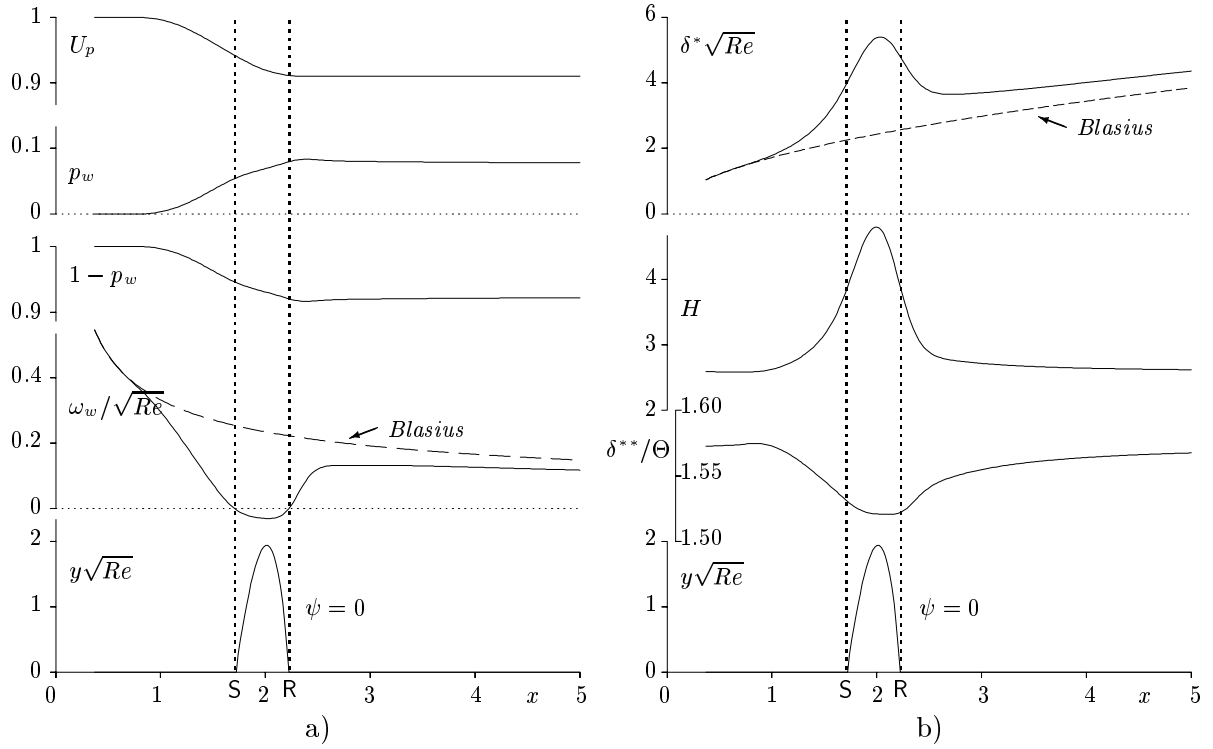 1
U_p
0.9
0.1
p_w
0
1
1 − p_w
0.9
0.4
ω_w/√Re
0.2
Blasius
0
2
y√Re
1
ψ = 0
0
0 1 S 2 R 3 x 5
a)
6
δ*√Re
4
Blasius
2
0
4
H
3
2
1.60
δ**/Θ
1.55
1.50
2
y√Re
1
ψ = 0
0
0 1 S 2 R 3 x 5
b)